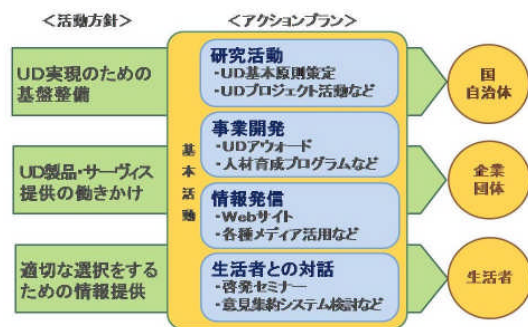 ＜活動方針＞
＜アクションプラン＞
UD実現のための
基盤整備
UD製品・サーヴィス
提供の働きかけ
適切な選択をする
ための情報提供
基本活動
研究活動
・UD基本原則策定
・UDプロジェクト活動など
事業開発
・UDアウォード
・人材育成プログラムなど
情報発信
・Webサイト
・各種メディア活用など
生活者との対話
・啓発セミナー
・意見集約システム検討など
国
自治体
企業
団体
生活者